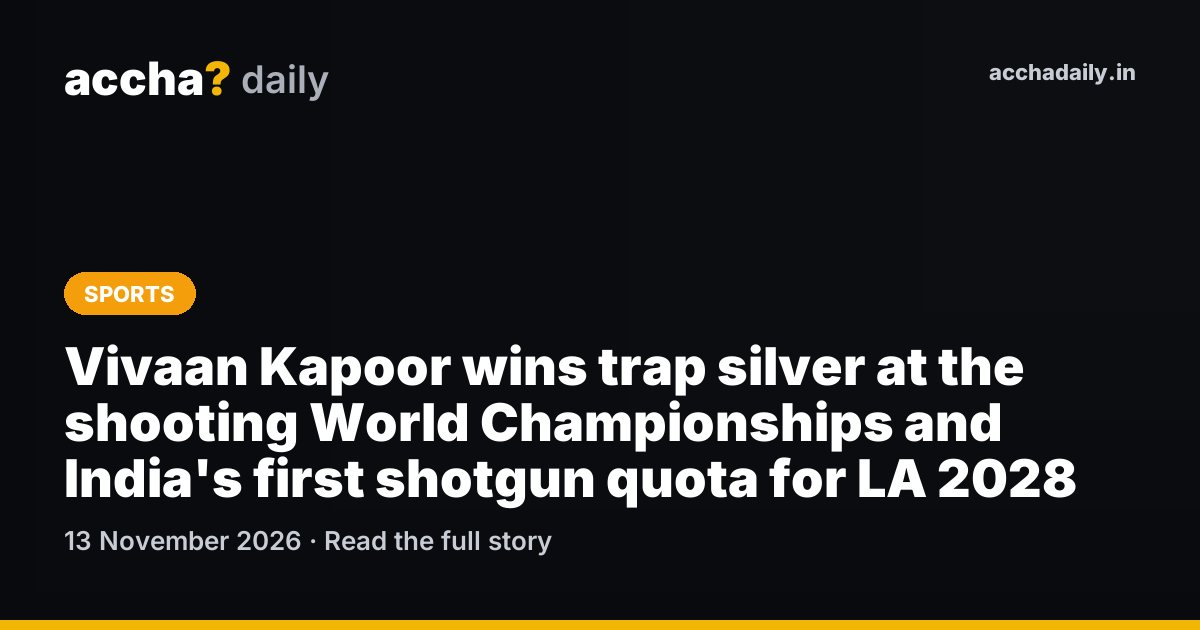 accha? daily
acchadaily.in
SPORTS
Vivaan Kapoor wins trap silver at the
shooting World Championships and
India's first shotgun quota for LA 2028
13 November 2026 · Read the full story